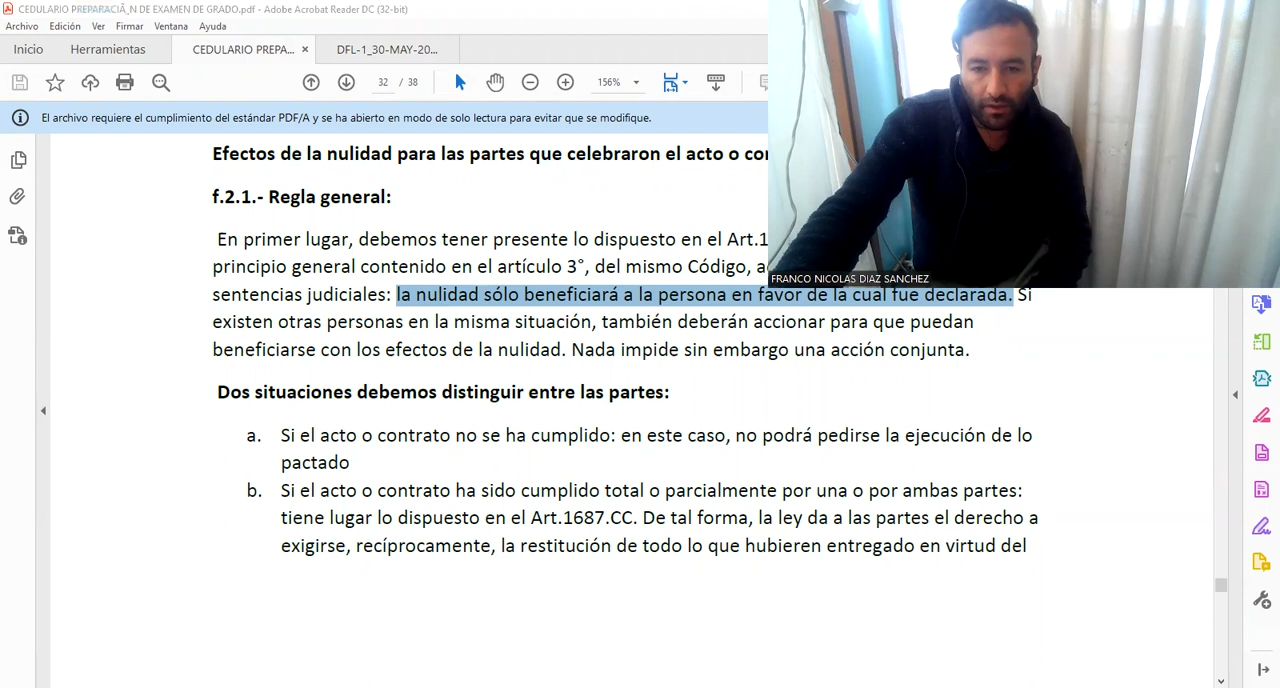 CEDULARIO PREPARACIÃ_N DE EXAMEN DE GRADO.pdf - Adobe Acrobat Reader DC (32-bit)
Archivo Edición Ver Firmar Ventana Ayuda
Inicio Herramientas CEDULARIO PREPA... × DFL-1_30-MAY-20...
32 / 38 156%
El archivo requiere el cumplimiento del estándar PDF/A y se ha abierto en modo de solo lectura para evitar que se modifique.
Efectos de la nulidad para las partes que celebraron el acto o con
f.2.1.- Regla general:
En primer lugar, debemos tener presente lo dispuesto en el Art.1
principio general contenido en el artículo 3°, del mismo Código, a
FRANCO NICOLAS DIAZ SANCHEZ
sentencias judiciales: la nulidad sólo beneficiará a la persona en favor de la cual fue declarada. Si
existen otras personas en la misma situación, también deberán accionar para que puedan
beneficiarse con los efectos de la nulidad. Nada impide sin embargo una acción conjunta.
Dos situaciones debemos distinguir entre las partes:
a. Si el acto o contrato no se ha cumplido: en este caso, no podrá pedirse la ejecución de lo
pactado
b. Si el acto o contrato ha sido cumplido total o parcialmente por una o por ambas partes:
tiene lugar lo dispuesto en el Art.1687.CC. De tal forma, la ley da a las partes el derecho a
exigirse, recíprocamente, la restitución de todo lo que hubieren entregado en virtud del